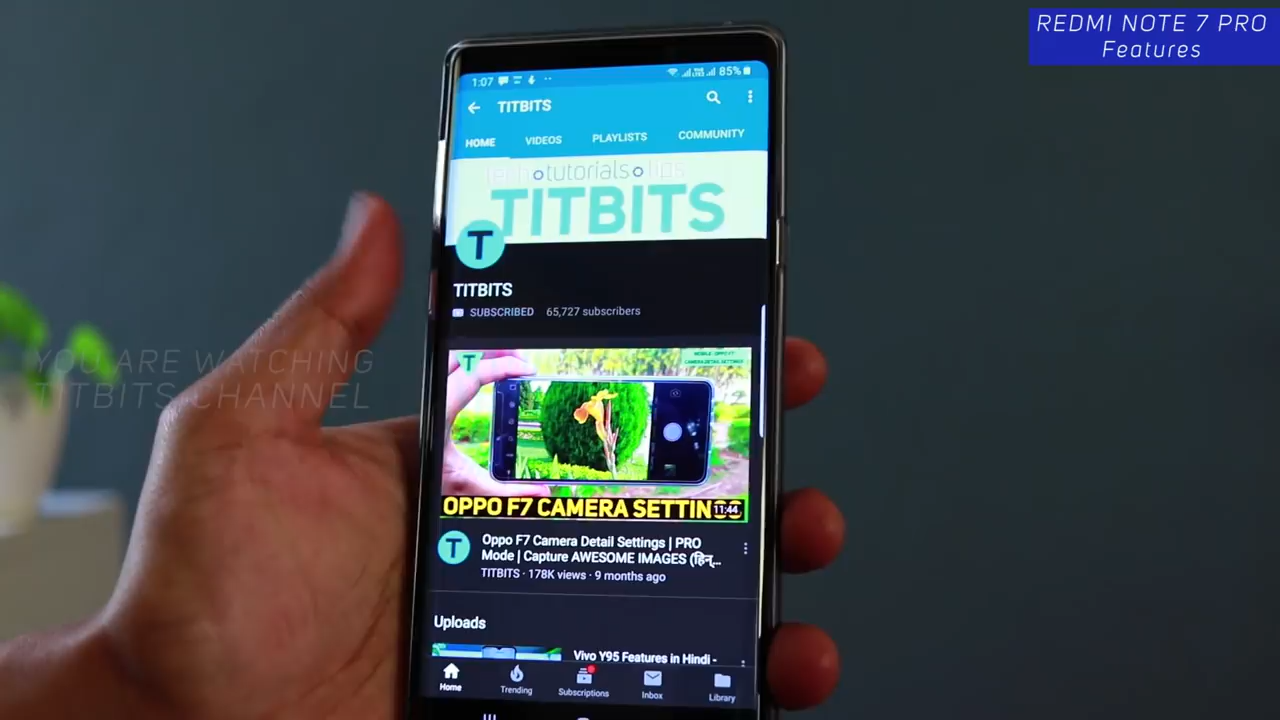 REDMI NOTE 7 PRO
Features
1:07
85%
TITBITS
HOME VIDEOS PLAYLISTS COMMUNITY
tech tutorials tips
TITBITS
T
TITBITS
SUBSCRIBED 65,727 subscribers
YOU ARE WATCHING
TITBITS CHANNEL
T
OPPO F7 CAMERA SETTINGS
11:44
T
Oppo F7 Camera Detail Settings | PRO
Mode | Capture AWESOME IMAGES (हिन्...
TITBITS · 178K views · 9 months ago
Uploads
Vivo Y95 Features in Hindi -
Home Trending Subscriptions Inbox Library